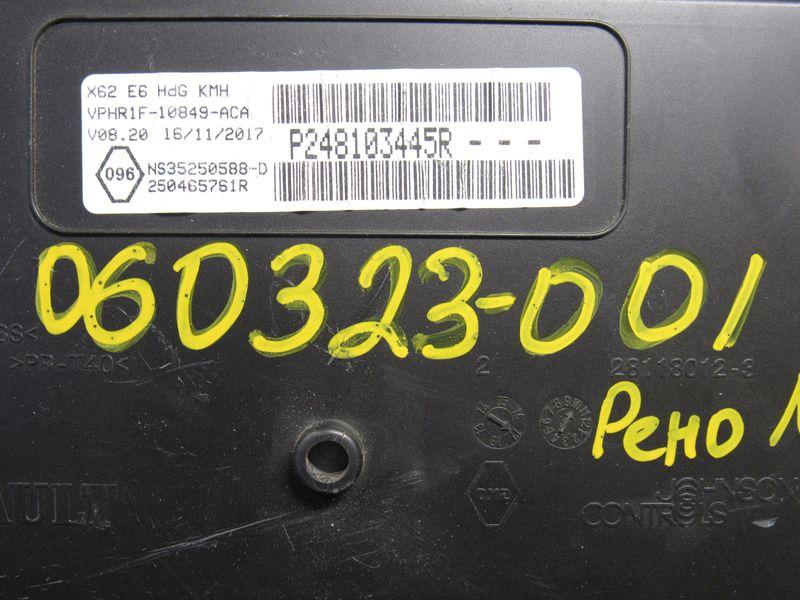 X62 E6 HdG KMH
VPHR1F-10849-ACA
V08.20 16/11/2017
P248103445R - - -
096
NS35250588-D
250465761R
060323-001
>PP-T40<
2
28118012-3
Рено
JOHNSON
CONTROLS